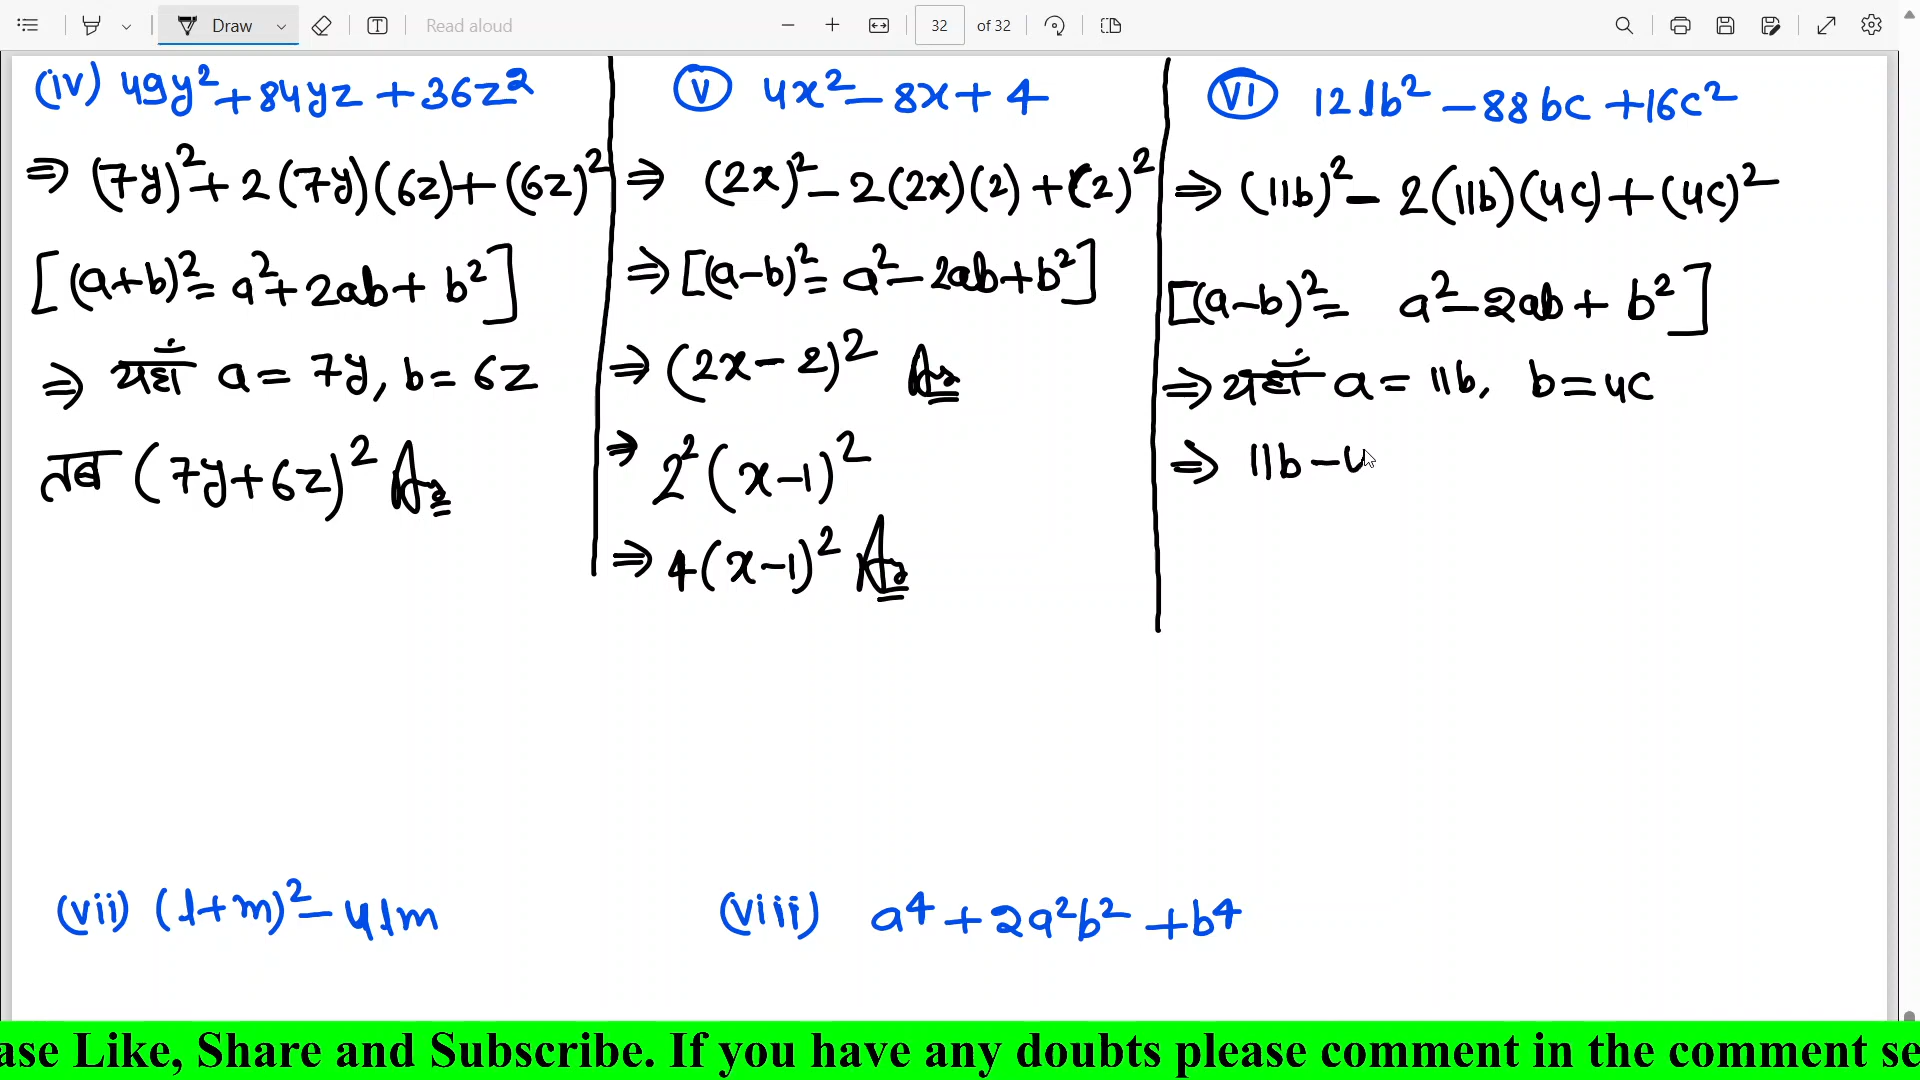 Draw
Read aloud
32 of 32
(iv) 49y² + 84yz + 36z²
⇒ (7y)² + 2(7y)(6z) + (6z)²
[(a+b)² = a² + 2ab + b²]
⇒ यहाँ a = 7y, b = 6z
तब (7y+6z)² Ans
(V) 4x² - 8x + 4
⇒ (2x)² - 2(2x)(2) + (2)²
⇒ [(a-b)² = a² - 2ab + b²]
⇒ (2x - 2)² Ans
⇒ 2²(x-1)²
⇒ 4(x-1)² Ans
(VI) 121b² - 88bc + 16c²
⇒ (11b)² - 2(11b)(4c) + (4c)²
[(a-b)² = a² - 2ab + b²]
⇒ यहाँ a = 11b, b = 4c
⇒ 11b - 4
(vii) (l+m)² - 4lm
(viii) a⁴ + 2a²b² + b⁴
ase Like, Share and Subscribe. If you have any doubts please comment in the comment se